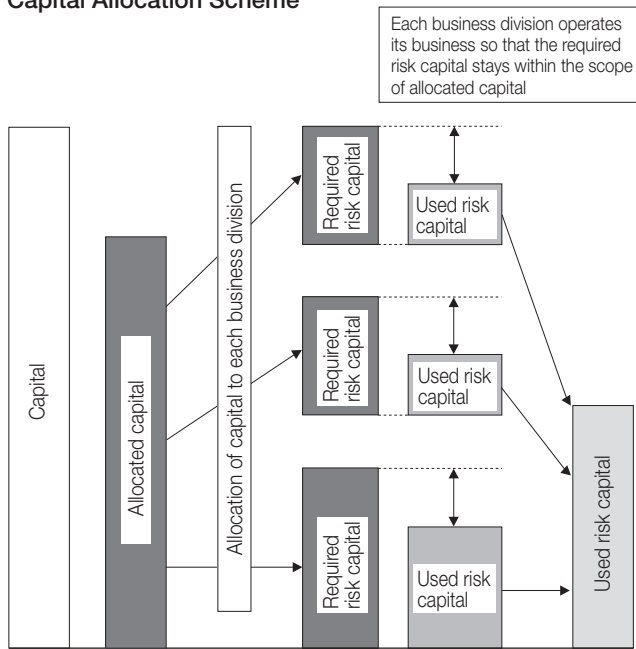 Capital Allocation Scheme
Each business division operates
its business so that the required
risk capital stays within the scope
of allocated capital
Capital
Allocated capital
Allocation of capital to each business division
Required
risk capital
Used risk
capital
Required
risk capital
Used risk
capital
Required
risk capital
Used risk
capital
Used risk capital